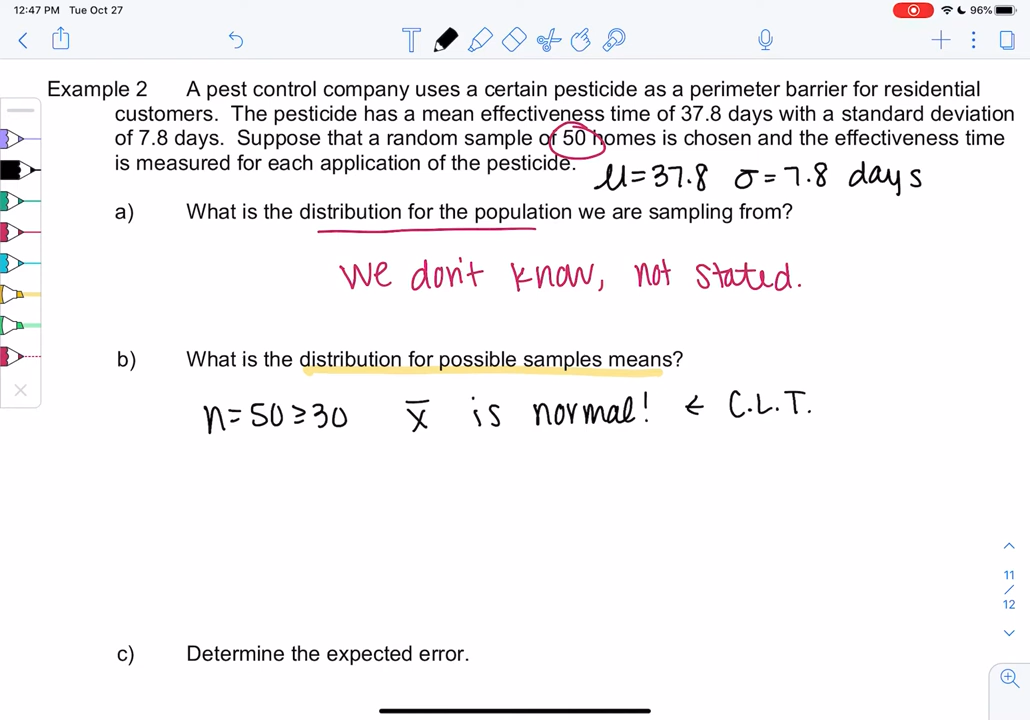 12:47 PM Tue Oct 27
96%
Example 2 A pest control company uses a certain pesticide as a perimeter barrier for residential
customers. The pesticide has a mean effectiveness time of 37.8 days with a standard deviation
of 7.8 days. Suppose that a random sample of 50 homes is chosen and the effectiveness time
is measured for each application of the pesticide.
μ=37.8 σ=7.8 days
a) What is the distribution for the population we are sampling from?
We don't know, not stated.
b) What is the distribution for possible samples means?
n=50≥30 x̄ is normal! ← C.L.T.
11
/
12
c) Determine the expected error.